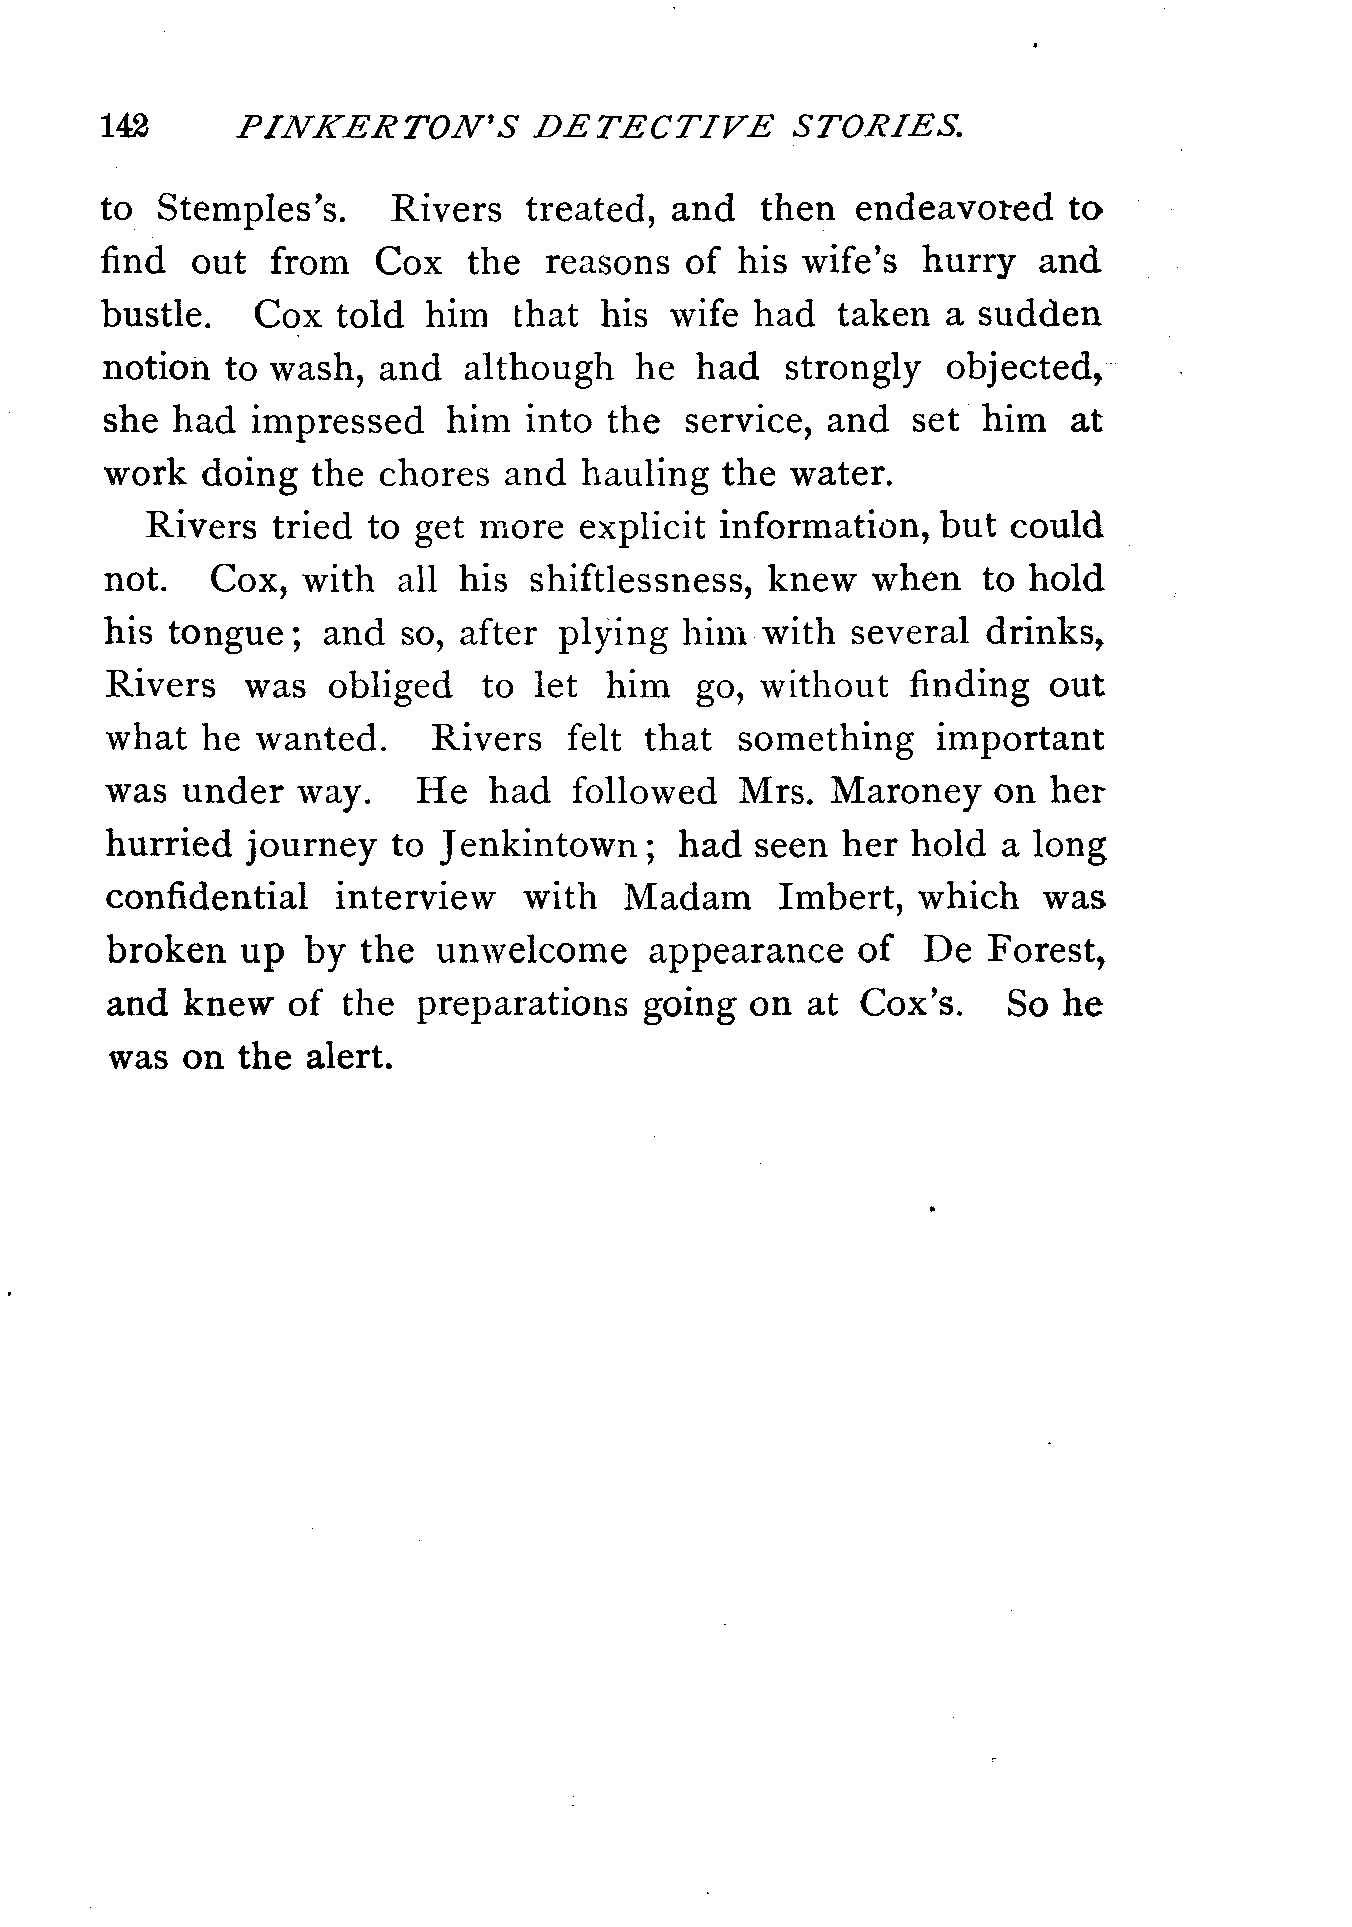 142 PINKERTON'S DETECTIVE STORIES.
to Stemples's. Rivers treated, and then endeavored to
find out from Cox the reasons of his wife's hurry and
bustle. Cox told him that his wife had taken a sudden
notion to wash, and although he had strongly objected,
she had impressed him into the service, and set him at
work doing the chores and hauling the water.
Rivers tried to get more explicit information, but could
not. Cox, with all his shiftlessness, knew when to hold
his tongue; and so, after plying him with several drinks,
Rivers was obliged to let him go, without finding out
what he wanted. Rivers felt that something important
was under way. He had followed Mrs. Maroney on her
hurried journey to Jenkintown; had seen her hold a long
confidential interview with Madam Imbert, which was
broken up by the unwelcome appearance of De Forest,
and knew of the preparations going on at Cox's. So he
was on the alert.